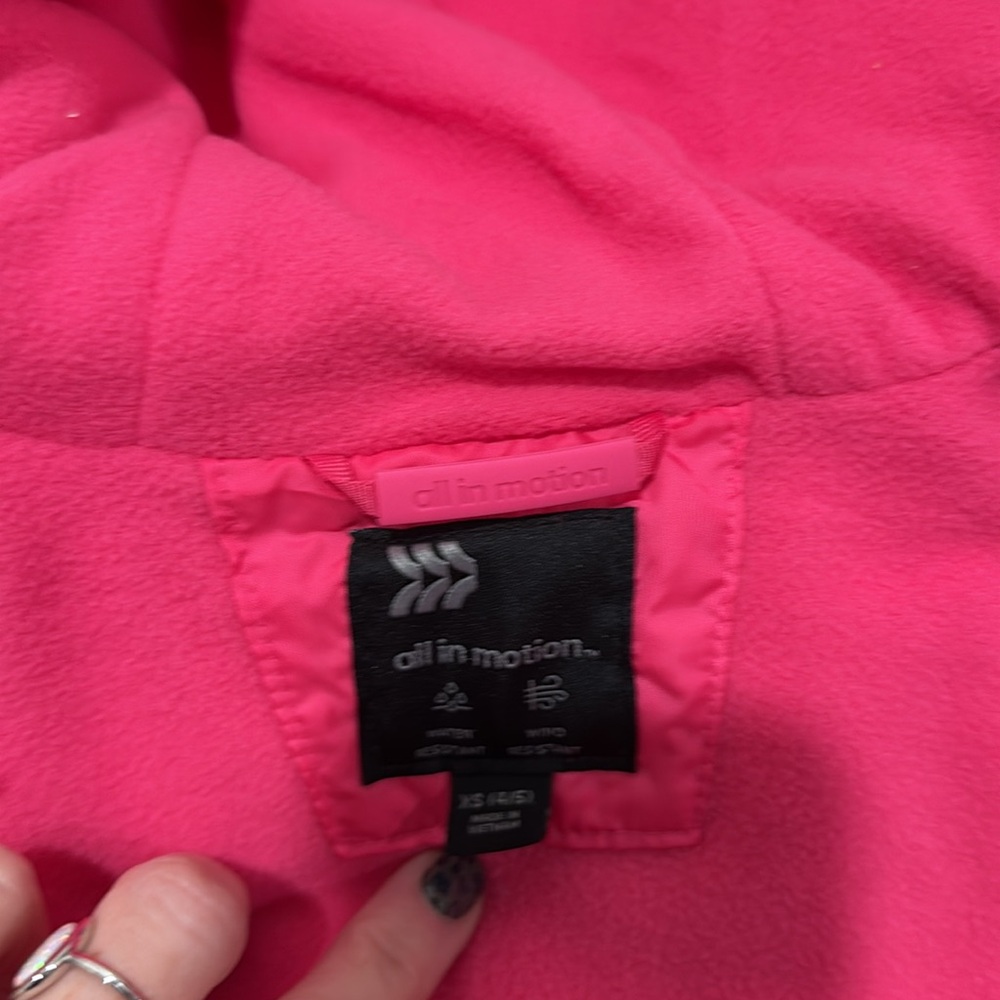 all in motion
all in motion™
WATER WIND
RESISTANT RESISTANT
XS (4/5)
MADE IN
VIETNAM